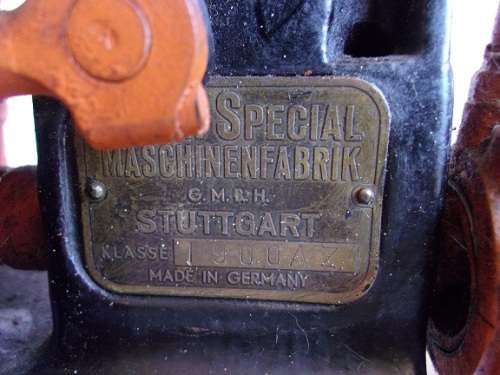 SPECIAL
MASCHINENFABRIK
G.M.B.H.
STUTTGART
KLASSE
MADE IN GERMANY